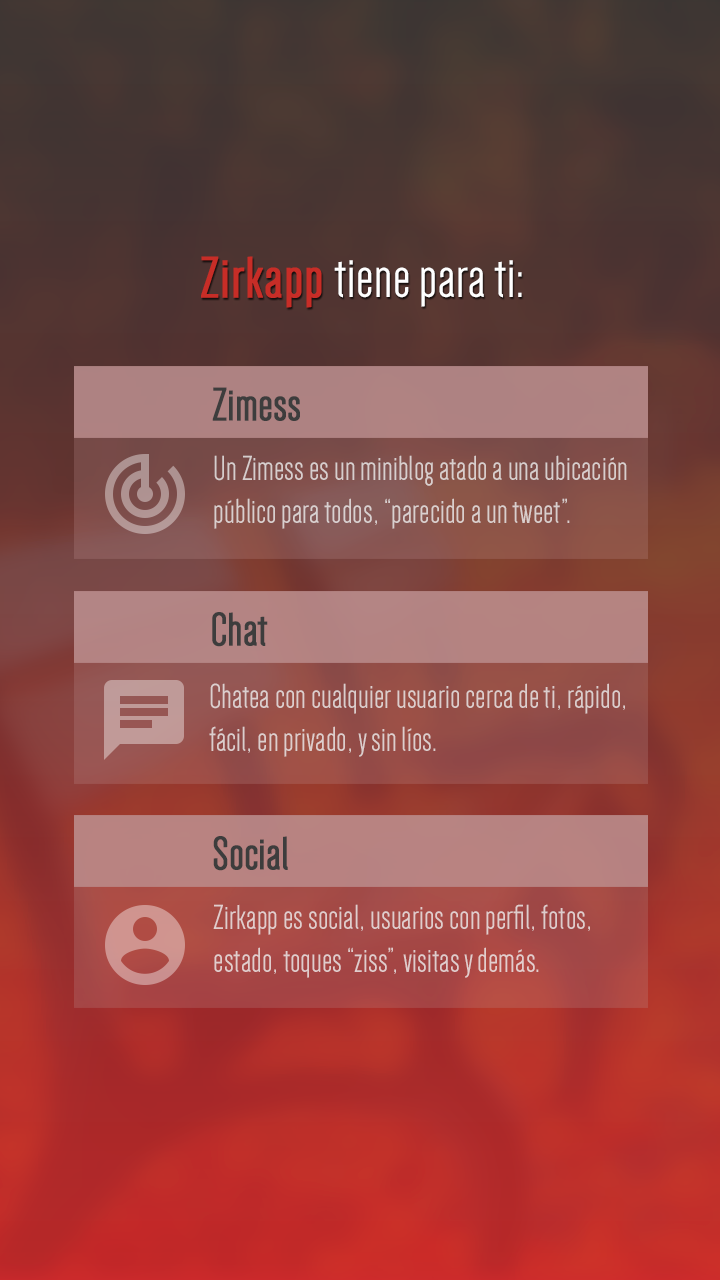 Zirkapp tiene para ti:
Zimess
Un Zimess es un miniblog atado a una ubicación
público para todos, “parecido a un tweet”.
Chat
Chatea con cualquier usuario cerca de ti, rápido,
fácil, en privado, y sin líos.
Social
Zirkapp es social, usuarios con perfil, fotos,
estado, toques “ziss”, visitas y demás.